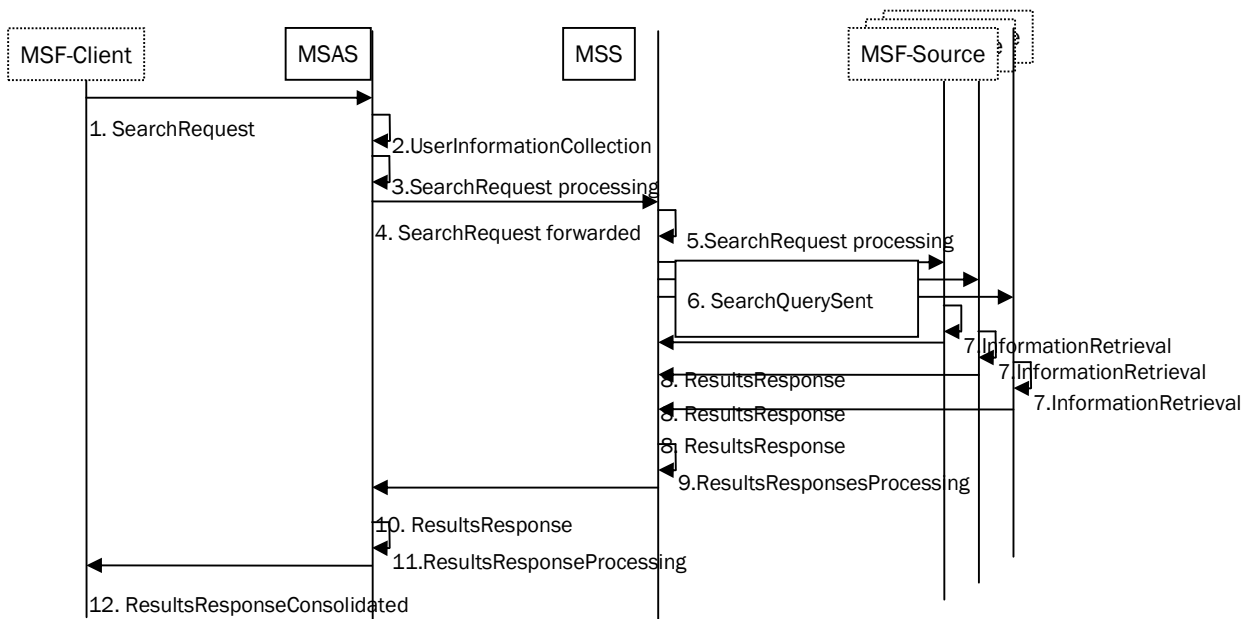 MSF-Client
MSAS
MSS
MSF-Source
1. SearchRequest
2.UserInformationCollection
3.SearchRequest processing
4. SearchRequest forwarded
5.SearchRequest processing
6. SearchQuerySent
7.InformationRetrieval
7.InformationRetrieval
8. ResultsResponse
7.InformationRetrieval
8. ResultsResponse
8. ResultsResponse
9.ResultsResponsesProcessing
10. ResultsResponse
11.ResultsResponseProcessing
12. ResultsResponseConsolidated